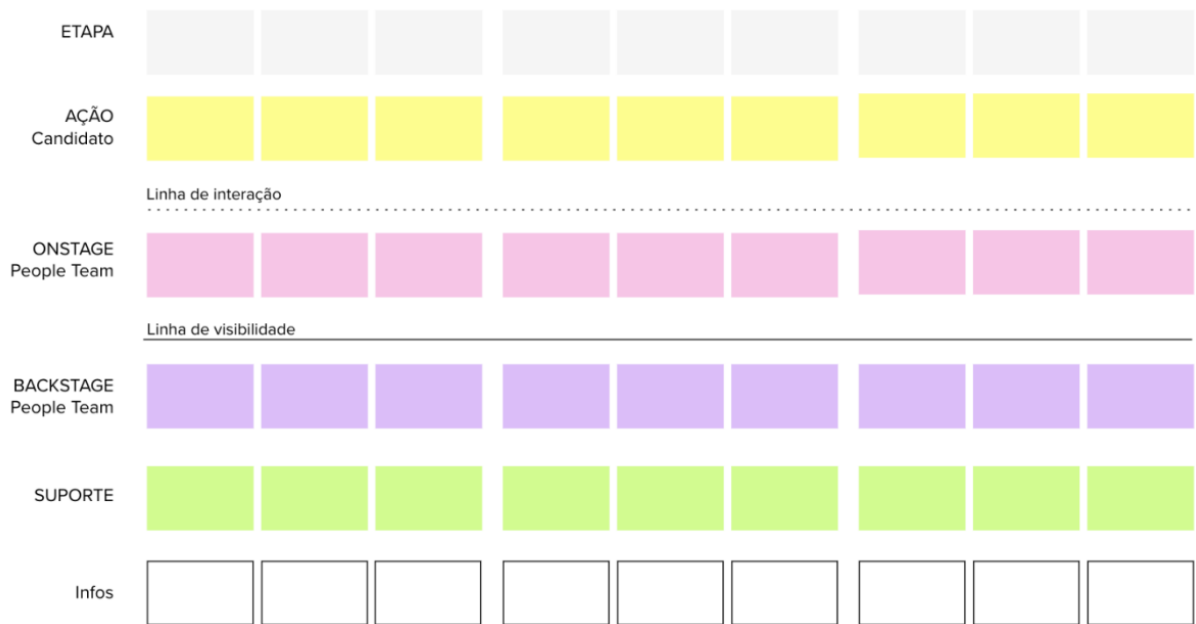 ETAPA
AÇÃO
Candidato
Linha de interação
ONSTAGE
People Team
Linha de visibilidade
BACKSTAGE
People Team
SUPORTE
Infos